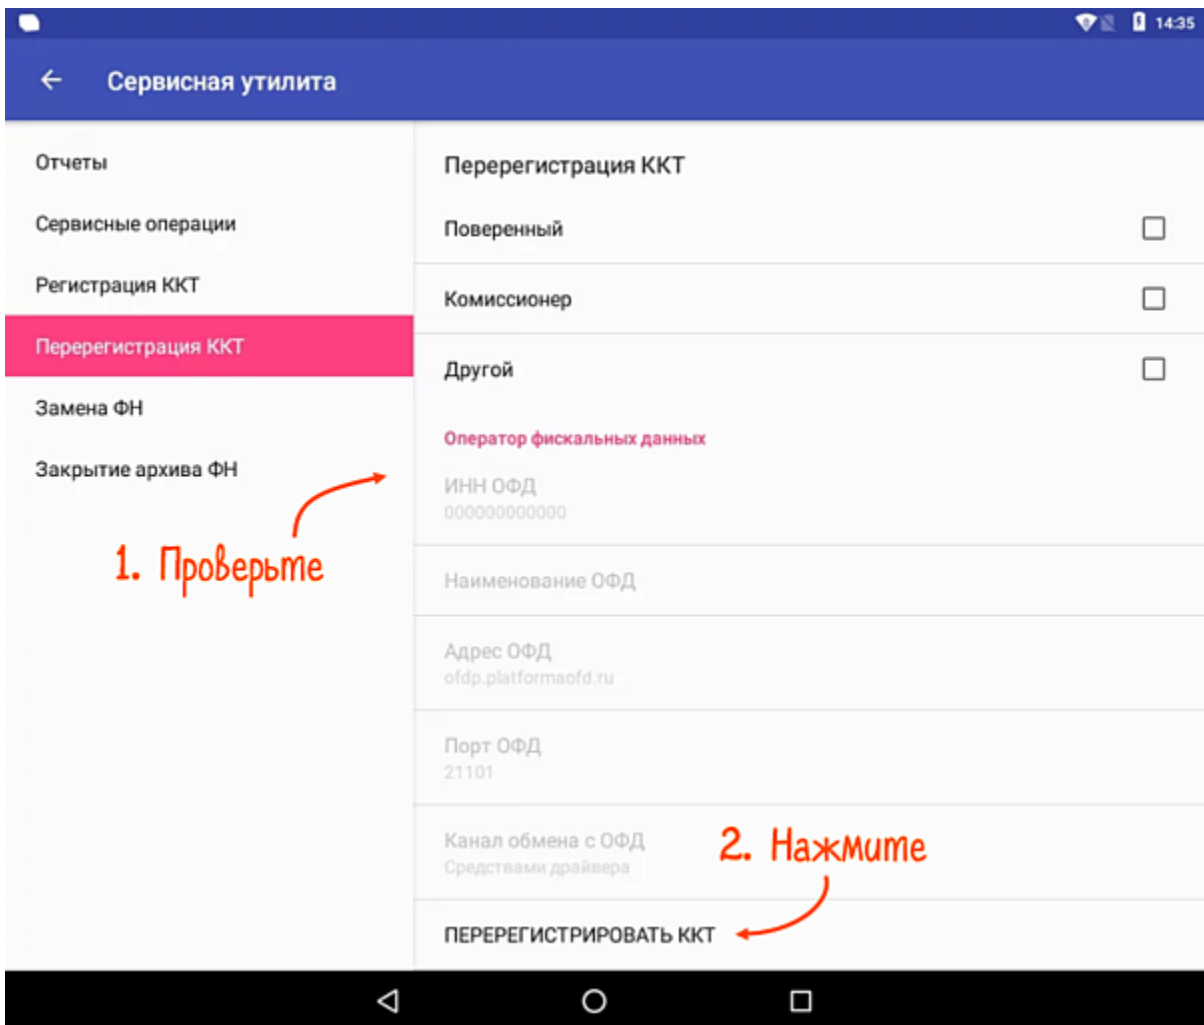 14:35
Сервисная утилита
Отчеты
Сервисные операции
Регистрация ККТ
Перерегистрация ККТ
Замена ФН
Закрытие архива ФН
1. Проверьте
Перерегистрация ККТ
Поверенный
Комиссионер
Другой
Оператор фискальных данных
ИНН ОФД
000000000000
Наименование ОФД
Адрес ОФД
ofdp.platformaofd.ru
Порт ОФД
21101
Канал обмена с ОФД
Средствами драйвера
2. Нажмите
ПЕРЕРЕГИСТРИРОВАТЬ ККТ